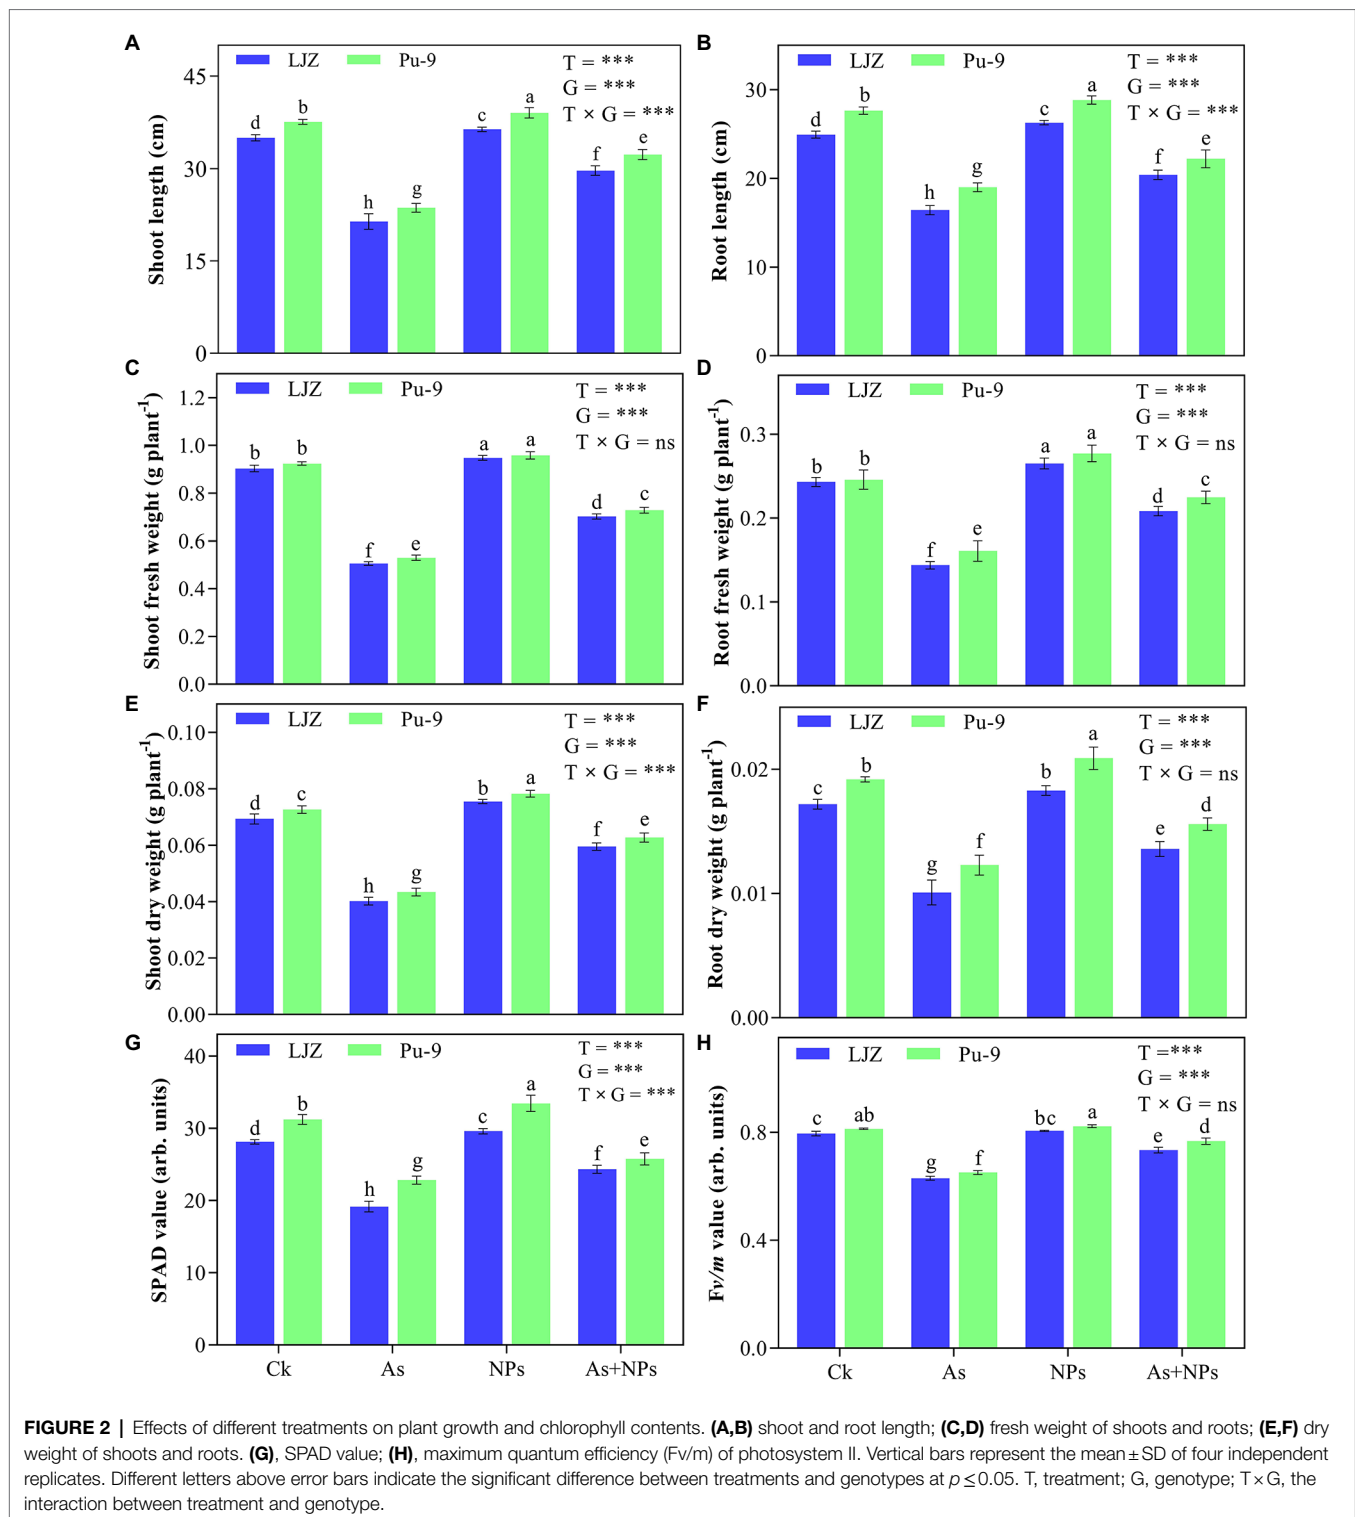 A
LJZ Pu-9
T = ***
G = ***
T × G = ***
Shoot length (cm)
45
30
15
0
d b h g c a f e
B
LJZ Pu-9
T = ***
G = ***
T × G = ***
Root length (cm)
30
20
10
0
d b h g c a f e
C
LJZ Pu-9
T = ***
G = ***
T × G = ns
Shoot fresh weight (g plant-1)
1.2
1.0
0.8
0.6
0.4
0.2
0.0
b b f e a a d c
D
LJZ Pu-9
T = ***
G = ***
T × G = ns
Root fresh weight (g plant-1)
0.3
0.2
0.1
0.0
b b f e a a d c
E
LJZ Pu-9
T = ***
G = ***
T × G = ***
Shoot dry weight (g plant-1)
0.10
0.08
0.06
0.04
0.02
0.00
d c h g b a f e
F
LJZ Pu-9
T = ***
G = ***
T × G = ns
Root dry weight (g plant-1)
0.02
0.01
0.00
c b g f b a e d
G
LJZ Pu-9
T = ***
G = ***
T × G = ***
SPAD value (arb. units)
40
30
20
10
0
d b h g c a f e
Ck As NPs As+NPs
H
LJZ Pu-9
T =***
G = ***
T × G = ns
Fv/m value (arb. units)
0.8
0.4
0.0
c ab g f bc a e d
Ck As NPs As+NPs
FIGURE 2 | Effects of different treatments on plant growth and chlorophyll contents. (A,B) shoot and root length; (C,D) fresh weight of shoots and roots; (E,F) dry
weight of shoots and roots. (G), SPAD value; (H), maximum quantum efficiency (Fv/m) of photosystem II. Vertical bars represent the mean ± SD of four independent
replicates. Different letters above error bars indicate the significant difference between treatments and genotypes at p ≤ 0.05. T, treatment; G, genotype; T × G, the
interaction between treatment and genotype.